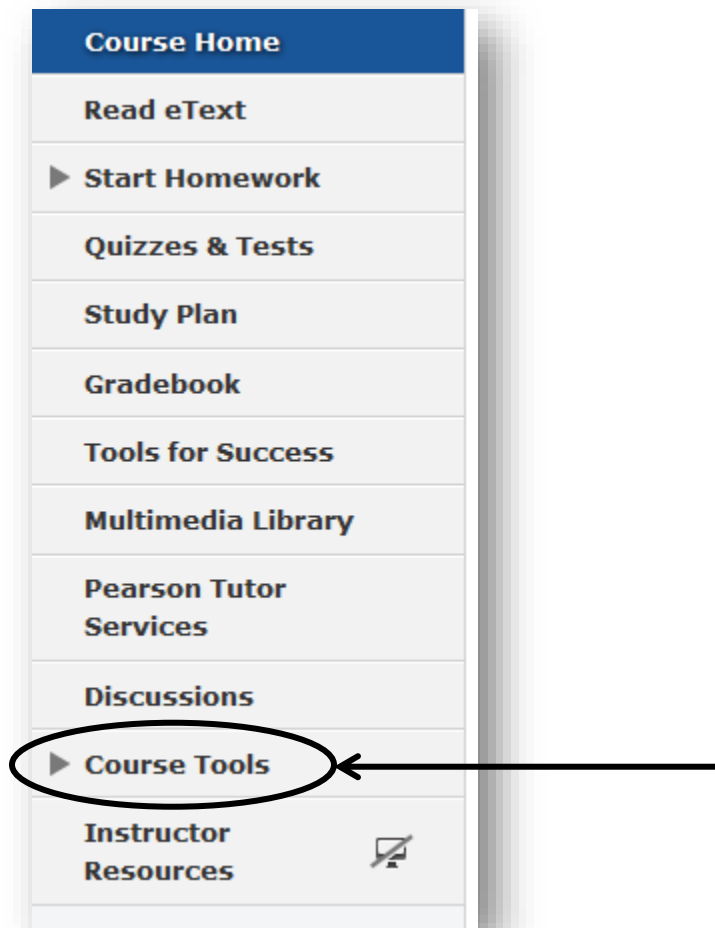 Course Home
Read eText
Start Homework
Quizzes & Tests
Study Plan
Gradebook
Tools for Success
Multimedia Library
Pearson Tutor
Services
Discussions
Course Tools
Instructor
Resources